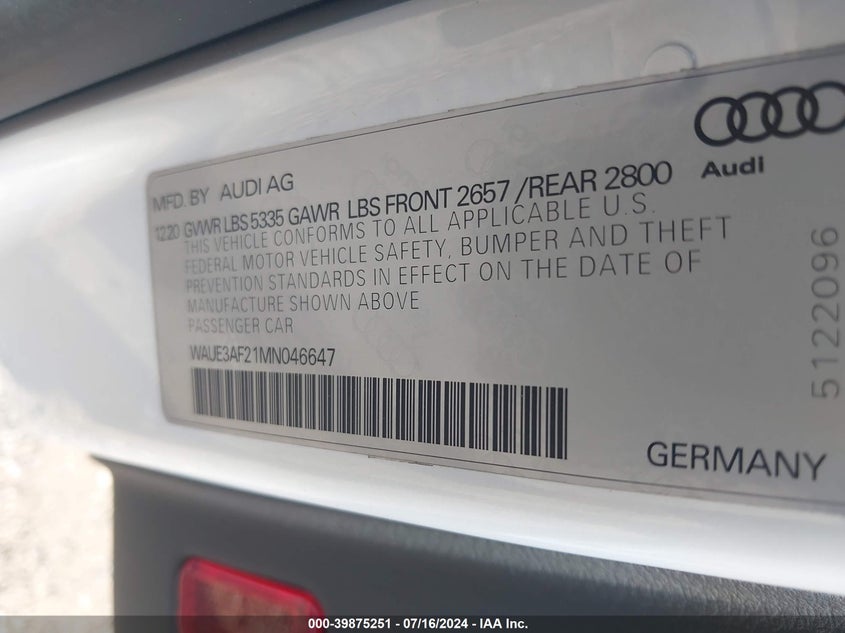 MFD. BY AUDI AG
Audi
12.20 GVWR LBS 5335 GAWR LBS FRONT 2657 /REAR 2800
THIS VEHICLE CONFORMS TO ALL APPLICABLE U.S.
FEDERAL MOTOR VEHICLE SAFETY, BUMPER AND THEFT
PREVENTION STANDARDS IN EFFECT ON THE DATE OF
MANUFACTURE SHOWN ABOVE
PASSENGER CAR
WAUE3AF21MN046647
5122096
GERMANY
000-39875251 - 07/16/2024 - IAA Inc.